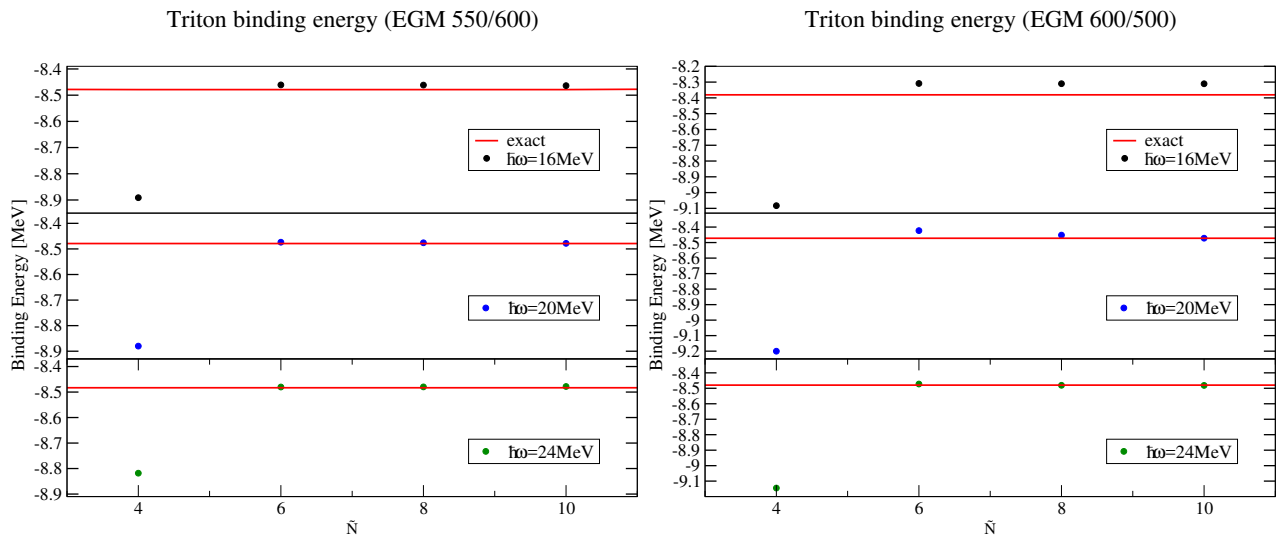 Triton binding energy (EGM 550/600)
Binding Energy [MeV]
-8.4
-8.5
-8.6
-8.7
-8.8
-8.9
exact
ħω=16MeV
-8.4
-8.5
-8.6
-8.7
-8.8
-8.9
ħω=20MeV
-8.4
-8.5
-8.6
-8.7
-8.8
-8.9
ħω=24MeV
4 6 8 10
Ñ
Triton binding energy (EGM 600/500)
Binding Energy [MeV]
-8.2
-8.3
-8.4
-8.5
-8.6
-8.7
-8.8
-8.9
-9
-9.1
exact
ħω=16MeV
-8.4
-8.5
-8.6
-8.7
-8.8
-8.9
-9
-9.1
-9.2
ħω=20MeV
-8.4
-8.5
-8.6
-8.7
-8.8
-8.9
-9
-9.1
ħω=24MeV
4 6 8 10
Ñ